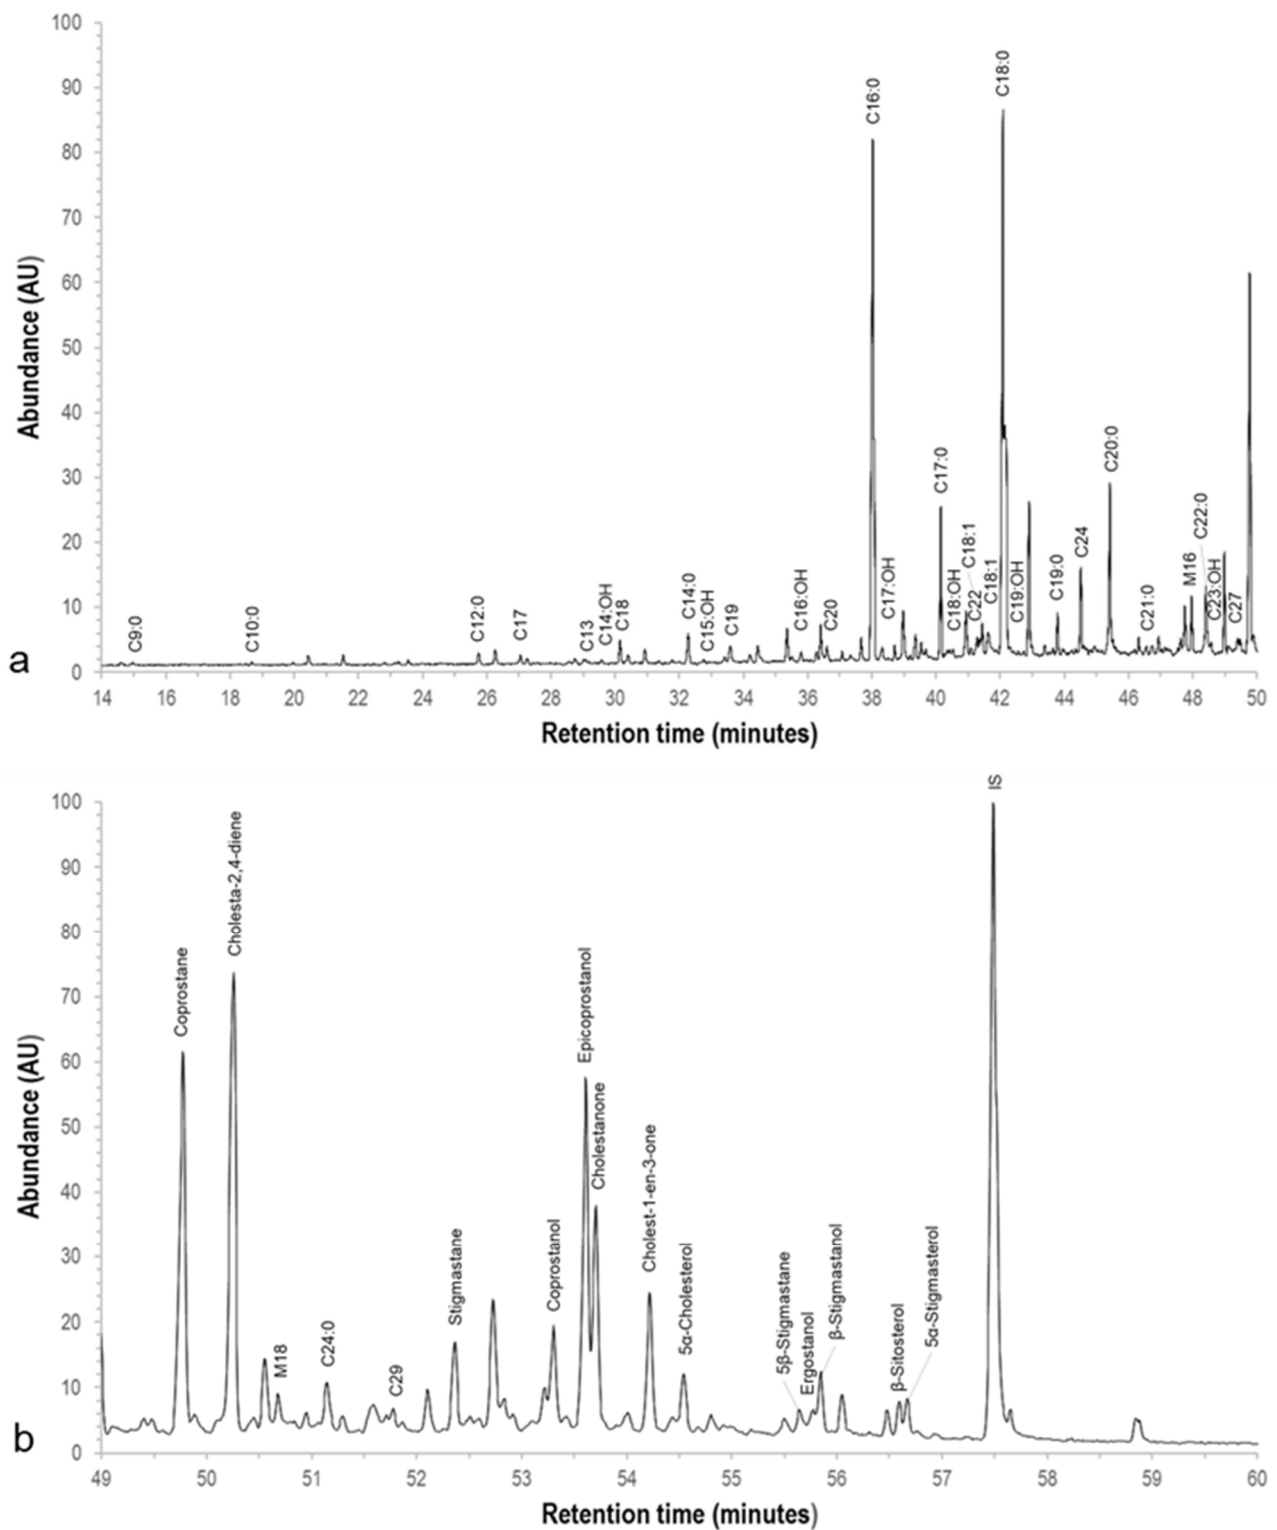 100
90
80
70
60
50
40
30
20
10
0
Abundance (AU)
a
C9:0
C10:0
C12:0
C17
C13
C14:OH
C18
C14:0
C15:OH
C19
C16:OH
C20
C16:0
C17:OH
C17:0
C18:OH
C18:1
C22
C18:1
C18:0
C19:OH
C19:0
C24
C20:0
C21:0
M16
C22:0
C23:OH
C27
14 16 18 20 22 24 26 28 30 32 34 36 38 40 42 44 46 48 50
Retention time (minutes)
100
90
80
70
60
50
40
30
20
10
0
Abundance (AU)
b
Coprostane
Cholesta-2,4-diene
M18
C24:0
C29
Stigmastane
Coprostanol
Epicoprostanol
Cholestanone
Cholest-1-en-3-one
5α-Cholesterol
5β-Stigmastane
Ergostanol
β-Stigmastanol
β-Sitosterol
5α-Stigmasterol
IS
49 50 51 52 53 54 55 56 57 58 59 60
Retention time (minutes)